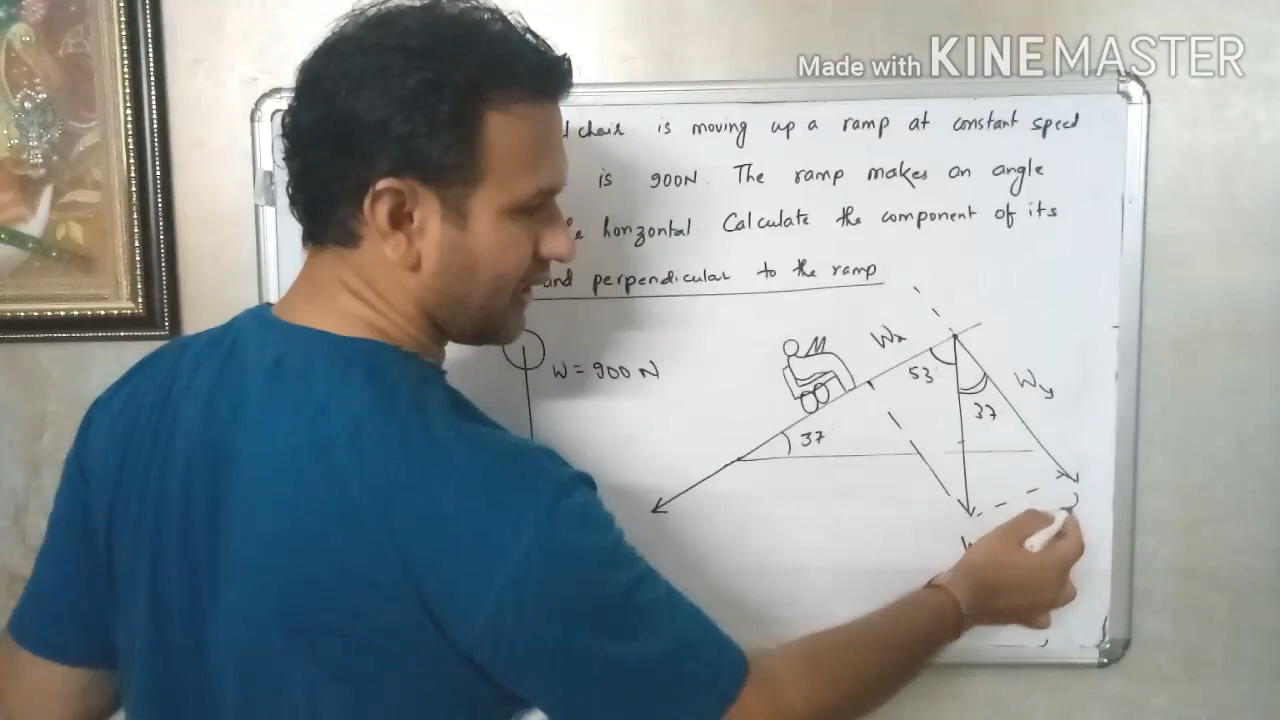 Made with KINEMASTER
chair is moving up a ramp at constant speed
is 900N. The ramp makes an angle
horzontal Calculate the component of its
and perpendicular to the ramp
W = 900 N
Wx
53
Wy
37
37